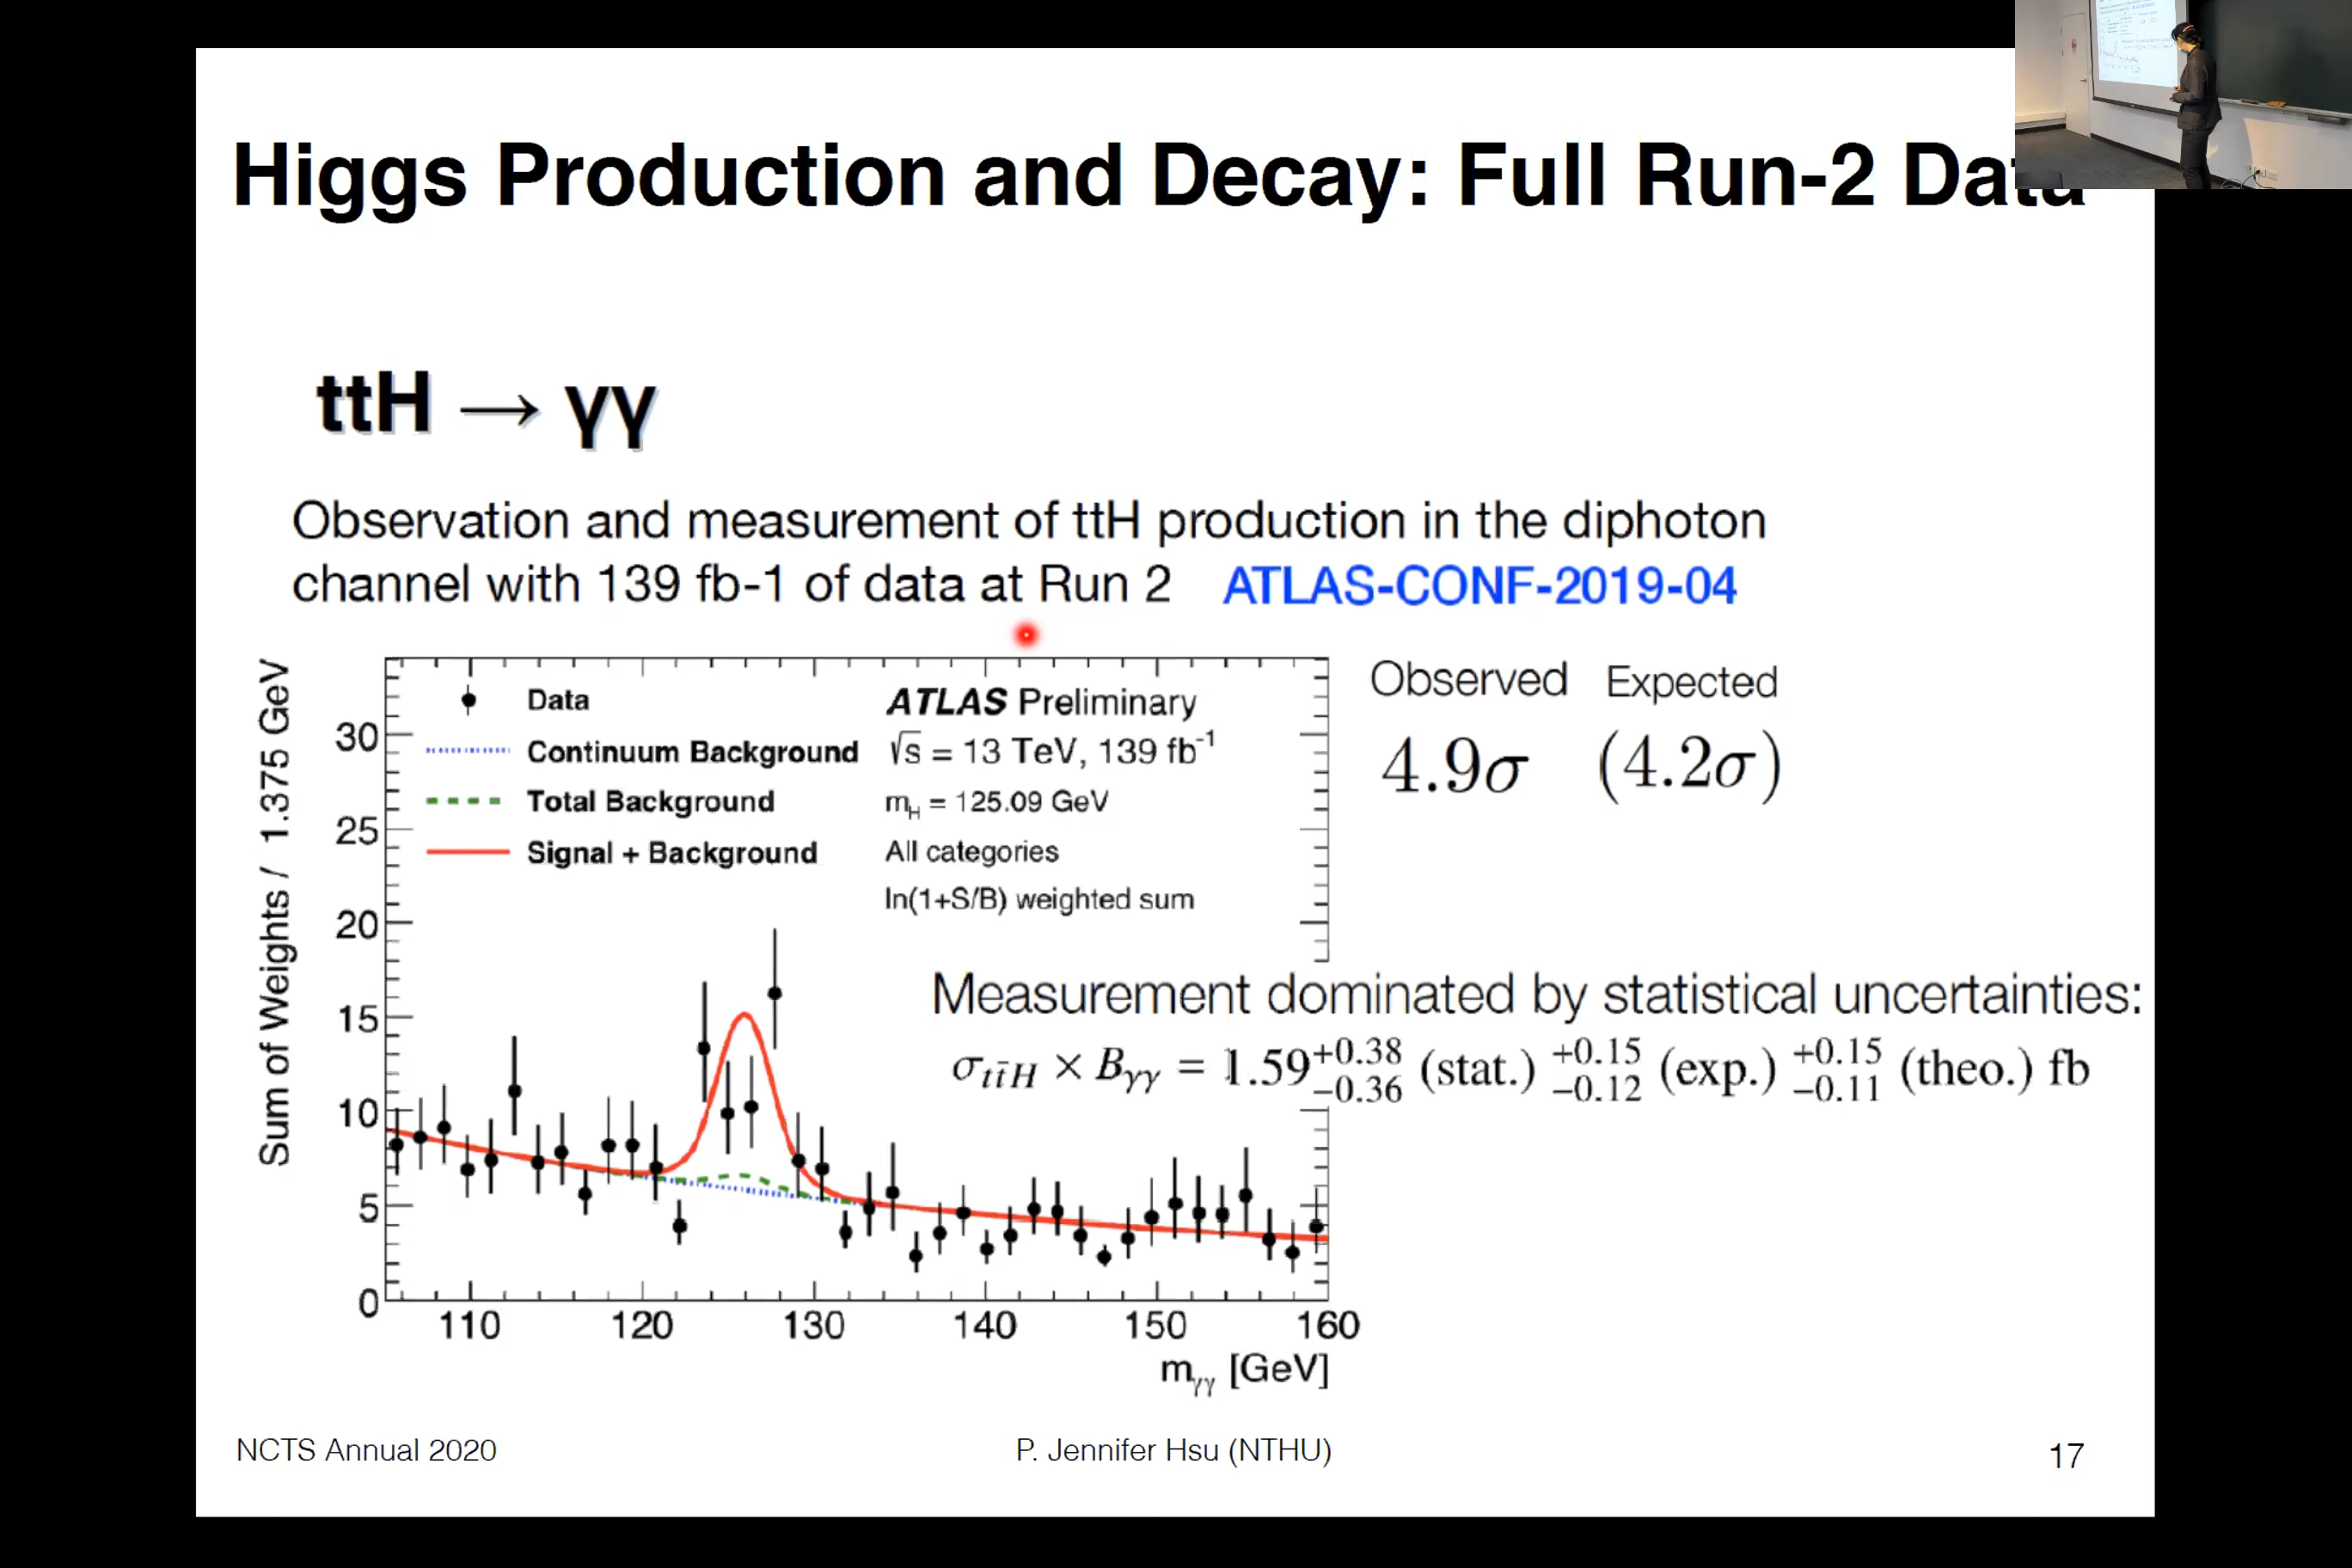 Higgs Production and Decay: Full Run-2 Data
ttH → γγ
Observation and measurement of ttH production in the diphoton
channel with 139 fb-1 of data at Run 2 ATLAS-CONF-2019-04
Observed Expected
4.9σ (4.2σ)
Sum of Weights / 1.375 GeV
Data
Continuum Background
Total Background
Signal + Background
ATLAS Preliminary
√s = 13 TeV, 139 fb⁻¹
m_H = 125.09 GeV
All categories
ln(1+S/B) weighted sum
30
25
20
15
10
5
0
110 120 130 140 150 160
m_γγ [GeV]
Measurement dominated by statistical uncertainties:
σ_tt̄H × B_γγ = 1.59 +0.38 −0.36 (stat.) +0.15 −0.12 (exp.) +0.15 −0.11 (theo.) fb
NCTS Annual 2020 P. Jennifer Hsu (NTHU) 17